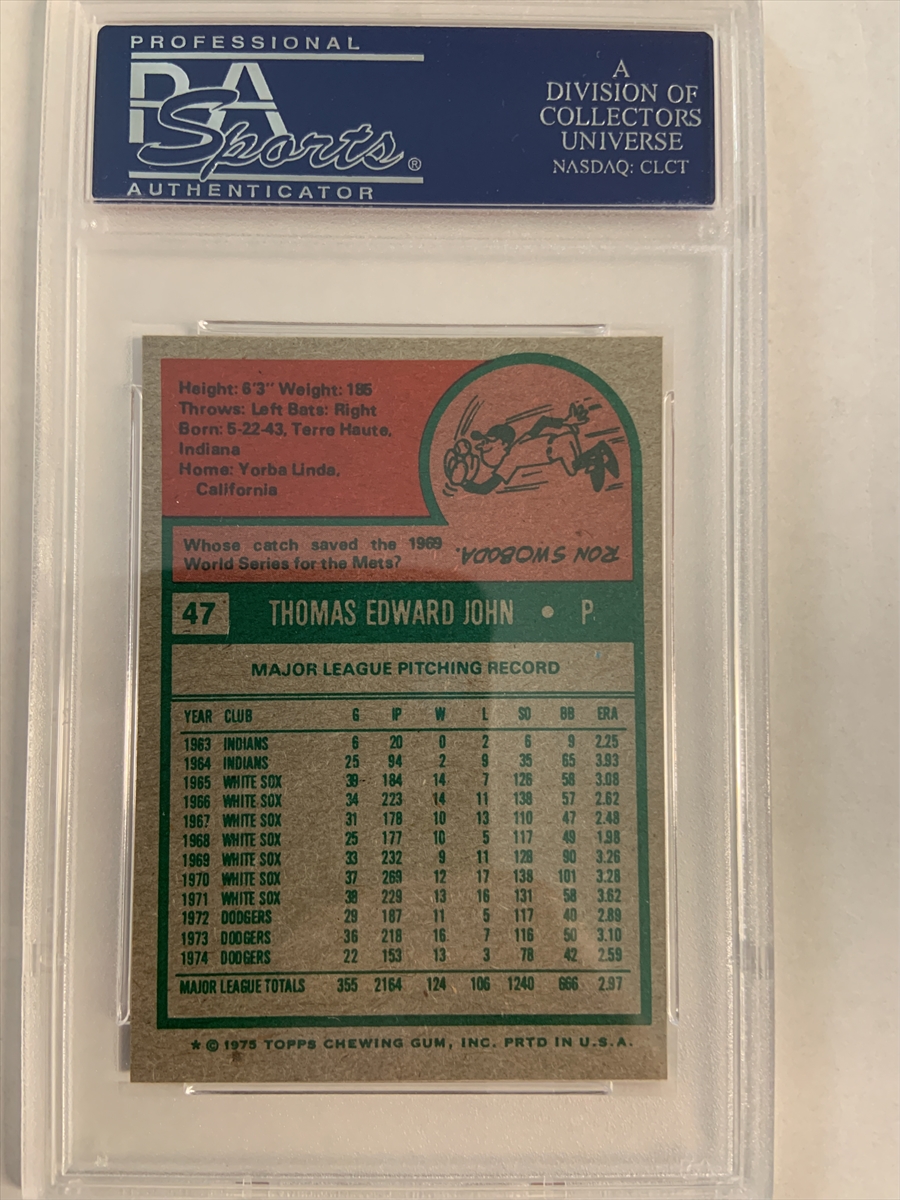 PROFESSIONAL
PSA
Sports®
AUTHENTICATOR
A
DIVISION OF
COLLECTORS
UNIVERSE
NASDAQ: CLCT
Height: 6'3" Weight: 185
Throws: Left Bats: Right
Born: 5-22-43, Terre Haute,
Indiana
Home: Yorba Linda,
California
Whose catch saved the 1969
World Series for the Mets?
RON SWOBODA.
47 THOMAS EDWARD JOHN • P
MAJOR LEAGUE PITCHING RECORD
YEAR CLUB G IP W L SO BB ERA
1963 INDIANS 6 20 0 2 6 9 2.25
1964 INDIANS 25 94 2 9 35 65 3.93
1965 WHITE SOX 39 184 14 7 126 58 3.08
1966 WHITE SOX 34 223 14 11 138 57 2.62
1967 WHITE SOX 31 178 10 13 110 47 2.48
1968 WHITE SOX 25 177 10 5 117 49 1.98
1969 WHITE SOX 33 232 9 11 128 90 3.26
1970 WHITE SOX 37 269 12 17 138 101 3.28
1971 WHITE SOX 38 229 13 16 131 58 3.62
1972 DODGERS 29 187 11 5 117 40 2.89
1973 DODGERS 36 218 16 7 116 50 3.10
1974 DODGERS 22 153 13 3 78 42 2.59
MAJOR LEAGUE TOTALS 355 2164 124 106 1240 666 2.97
* © 1975 TOPPS CHEWING GUM, INC. PRTD IN U.S.A.